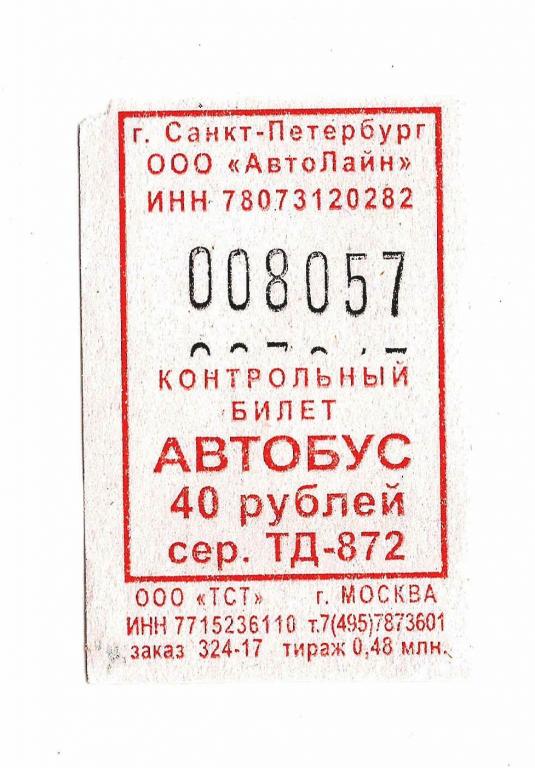 г. Санкт-Петербург
ООО «АвтоЛайн»
ИНН 78073120282
008057
КОНТРОЛЬНЫЙ
БИЛЕТ
АВТОБУС
40 рублей
сер. ТД-872
ООО «ТСТ» г. МОСКВА
ИНН 7715236110 т.7(495)7873601
заказ 324-17 тираж 0,48 млн.